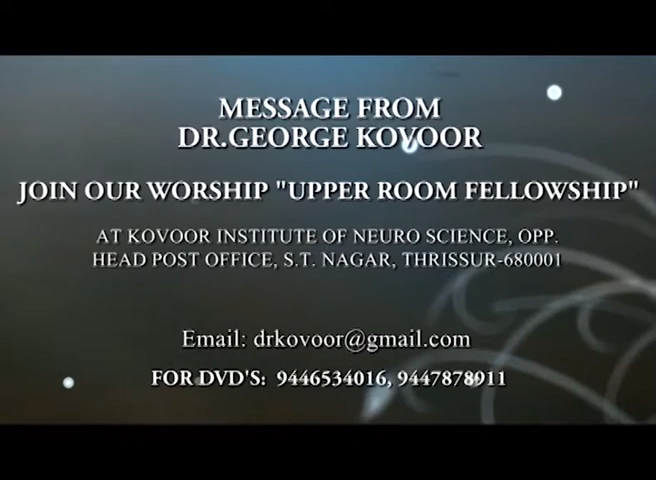 MESSAGE FROM
DR.GEORGE KOVOOR
JOIN OUR WORSHIP "UPPER ROOM FELLOWSHIP"
AT KOVOOR INSTITUTE OF NEURO SCIENCE, OPP.
HEAD POST OFFICE, S.T. NAGAR, THRISSUR-680001
Email: drkovoor@gmail.com
FOR DVD'S: 9446534016, 9447878911